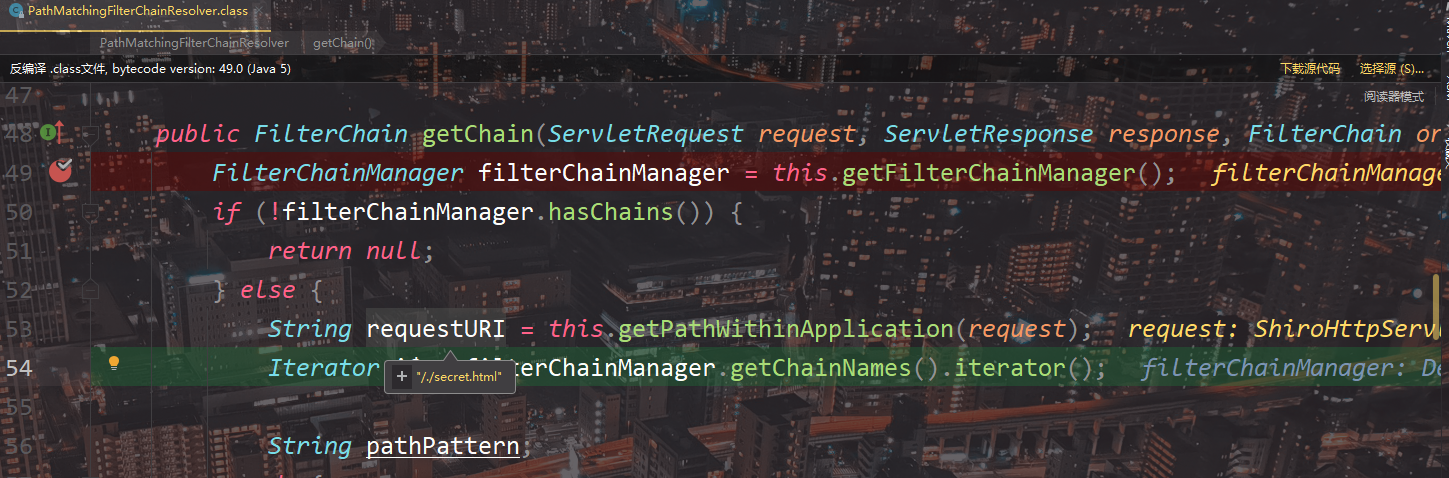 PathMatchingFilterChainResolver.class
PathMatchingFilterChainResolver getChain()
反编译 .class文件, bytecode version: 49.0 (Java 5) 下载源代码 选择源 (S)...
阅读器模式
47
48 public FilterChain getChain(ServletRequest request, ServletResponse response, FilterChain or
49 FilterChainManager filterChainManager = this.getFilterChainManager(); filterChainManage
50 if (!filterChainManager.hasChains()) {
51 return null;
52 } else {
53 String requestURI = this.getPathWithinApplication(request); request: ShiroHttpServ
54 Iterator terChainManager.getChainNames().iterator(); filterChainManager: De
+ "/./secret.html"
55
56 String pathPattern;